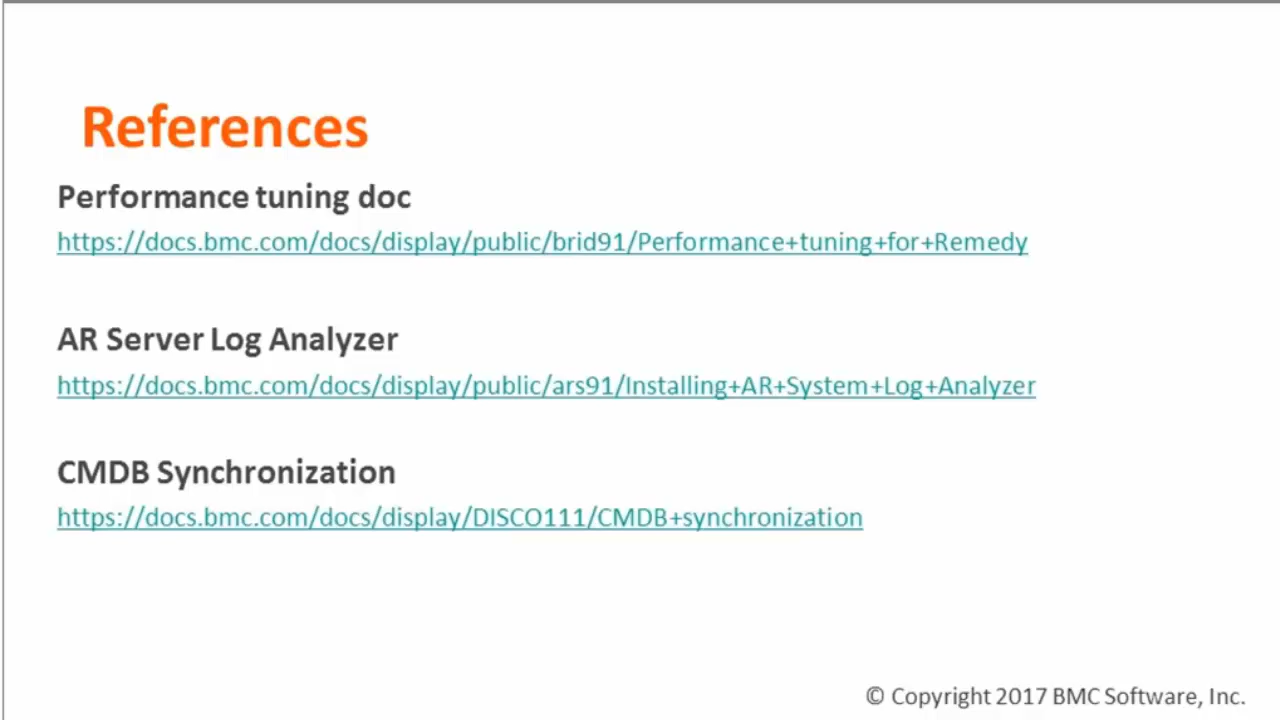 References
Performance tuning doc
https://docs.bmc.com/docs/display/public/brid91/Performance+tuning+for+Remedy
AR Server Log Analyzer
https://docs.bmc.com/docs/display/public/ars91/Installing+AR+System+Log+Analyzer
CMDB Synchronization
https://docs.bmc.com/docs/display/DISCO111/CMDB+synchronization
© Copyright 2017 BMC Software, Inc.